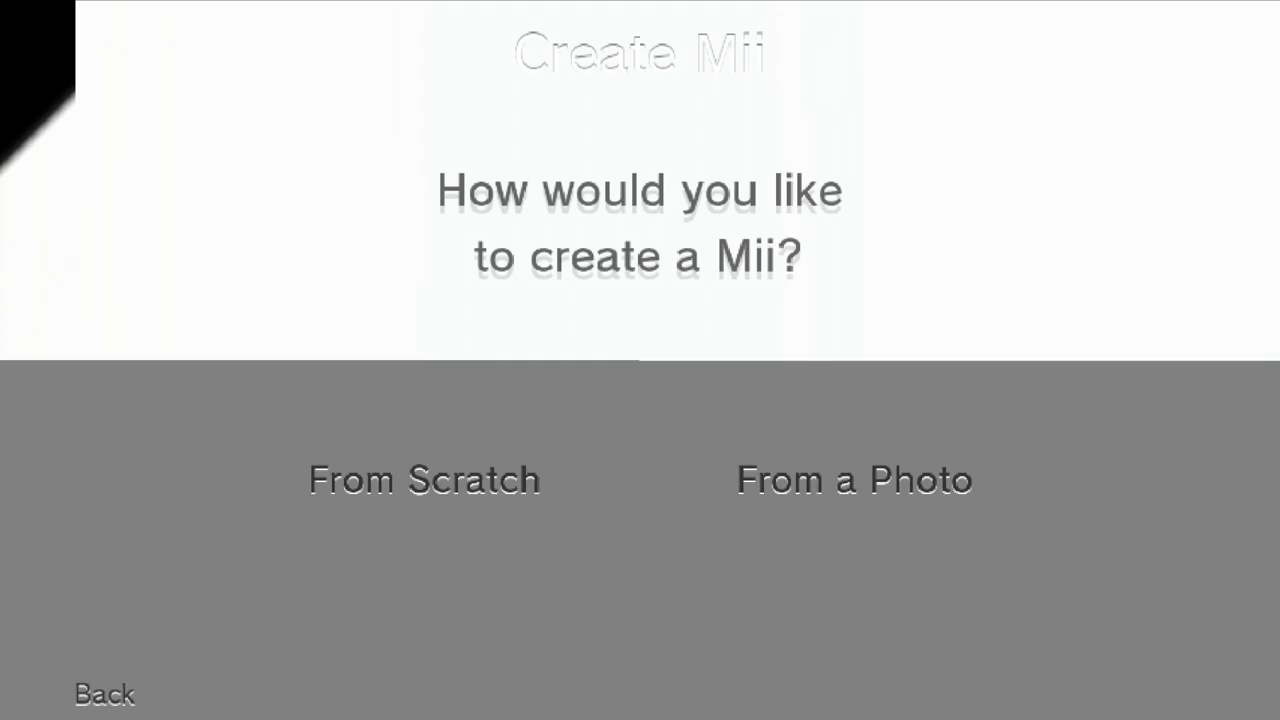 Create Mii
How would you like
to create a Mii?
From Scratch
From a Photo
Back